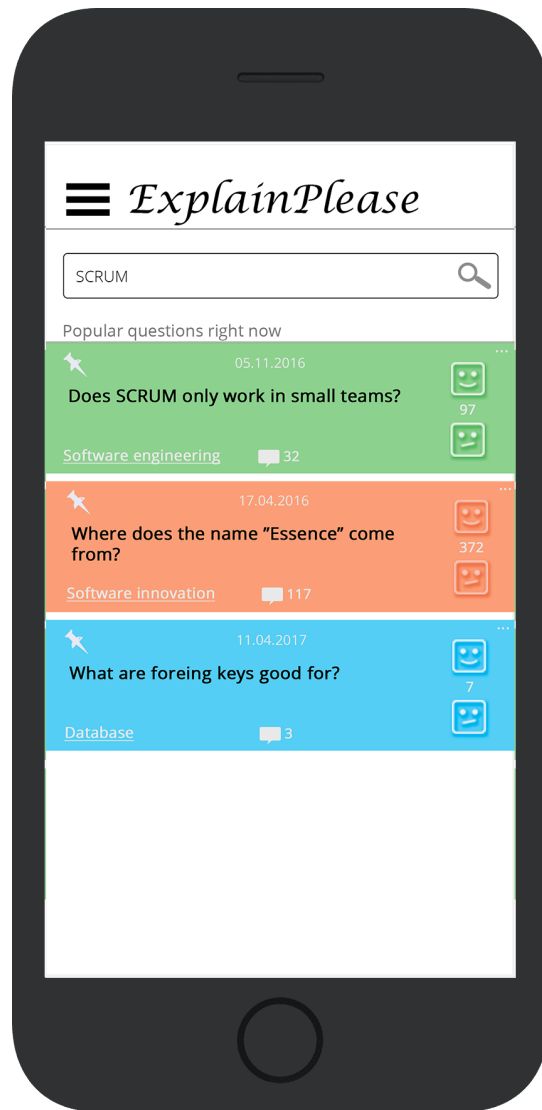 ExplainPlease
SCRUM
Popular questions right now
05.11.2016
Does SCRUM only work in small teams?
97
Software engineering
32
17.04.2016
Where does the name ”Essence” come
from?
372
Software innovation
117
11.04.2017
What are foreing keys good for?
7
Database
3